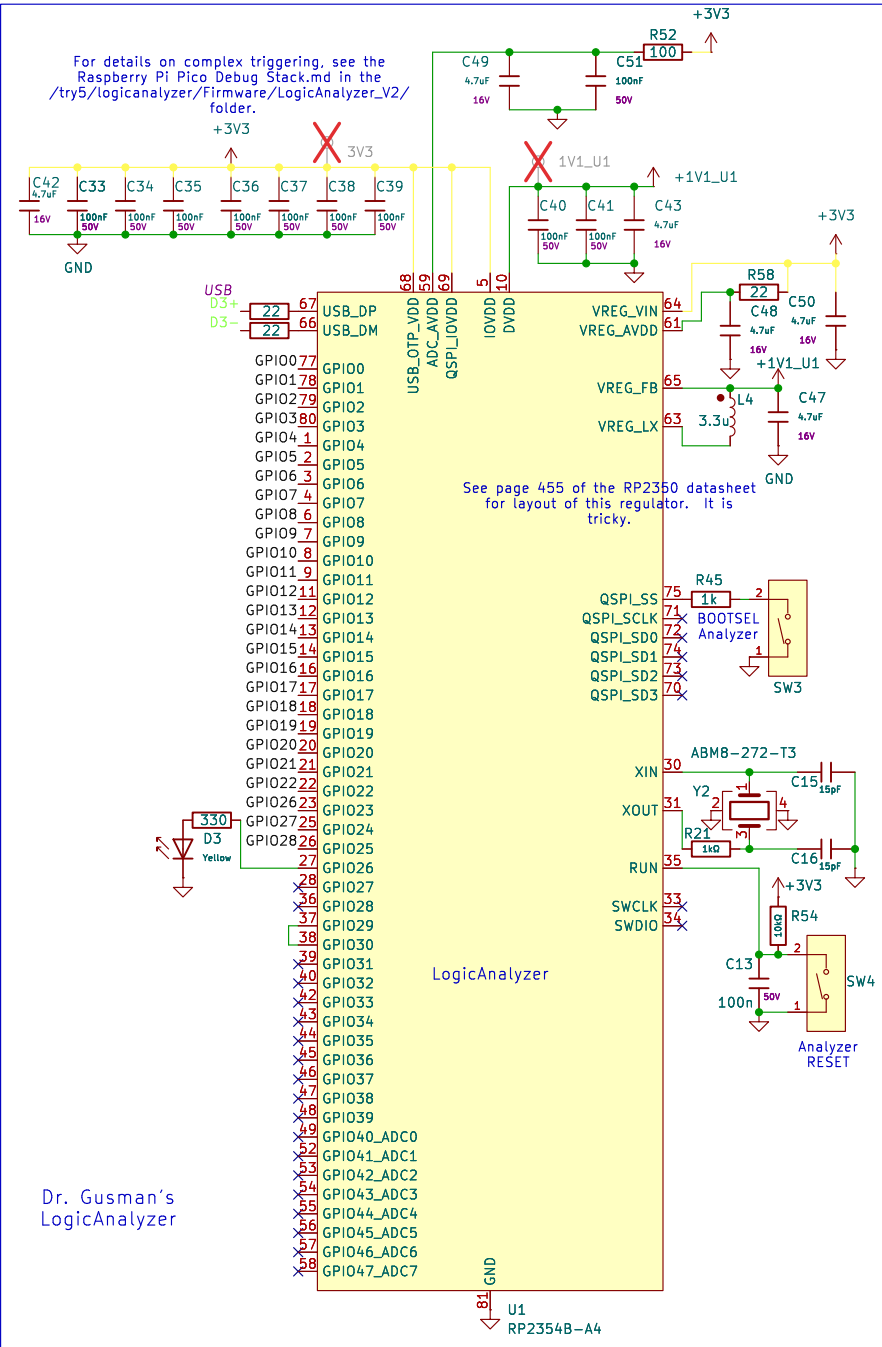 For details on complex triggering, see the
Raspberry Pi Pico Debug Stack.md in the
/try5/logicanalyzer/Firmware/LogicAnalyzer_V2/
folder.
+3V3
R52
100
C49
4.7uF
16V
C51
100nF
50V
+3V3
3V3
1V1_U1
+1V1_U1
C42
4.7uF
16V
C33
100nF
50V
C34
100nF
50V
C35
100nF
50V
C36
100nF
50V
C37
100nF
50V
C38
100nF
50V
C39
100nF
50V
GND
C40
100nF
50V
C41
100nF
50V
C43
4.7uF
16V
+3V3
R58
22
C48
4.7uF
16V
C50
4.7uF
16V
+1V1_U1
L4
3.3u
C47
4.7uF
16V
GND
USB
D3+ 22 67 USB_DP
D3- 22 66 USB_DM
68 USB_OTP_VDD
59 ADC_AVDD
69 QSPI_IOVDD
5 IOVDD
10 DVDD
VREG_VIN 64
VREG_AVDD 61
VREG_FB 65
VREG_LX 63
See page 455 of the RP2350 datasheet
for layout of this regulator. It is
tricky.
GPIO0 77 GPIO0
GPIO1 78 GPIO1
GPIO2 79 GPIO2
GPIO3 80 GPIO3
GPIO4 1 GPIO4
GPIO5 2 GPIO5
GPIO6 3 GPIO6
GPIO7 4 GPIO7
GPIO8 6 GPIO8
GPIO9 7 GPIO9
GPIO10 8 GPIO10
GPIO11 9 GPIO11
GPIO12 11 GPIO12
GPIO13 12 GPIO13
GPIO14 13 GPIO14
GPIO15 14 GPIO15
GPIO16 16 GPIO16
GPIO17 17 GPIO17
GPIO18 18 GPIO18
GPIO19 19 GPIO19
GPIO20 20 GPIO20
GPIO21 21 GPIO21
GPIO22 22 GPIO22
GPIO26 23 GPIO23
GPIO27 25 GPIO24
GPIO28 26 GPIO25
27 GPIO26
28 GPIO27
36 GPIO28
37 GPIO29
38 GPIO30
39 GPIO31
40 GPIO32
42 GPIO33
43 GPIO34
44 GPIO35
45 GPIO36
46 GPIO37
47 GPIO38
48 GPIO39
49 GPIO40_ADC0
52 GPIO41_ADC1
53 GPIO42_ADC2
54 GPIO43_ADC3
55 GPIO44_ADC4
56 GPIO45_ADC5
57 GPIO46_ADC6
58 GPIO47_ADC7
330
D3
Yellow
QSPI_SS 75
QSPI_SCLK 71
QSPI_SD0 72
QSPI_SD1 74
QSPI_SD2 73
QSPI_SD3 70
R45
1k
BOOTSEL
Analyzer
2
1
SW3
ABM8-272-T3
XIN 30
XOUT 31
Y2
1
2
4
3
C15
15pF
R21
1kΩ
C16
15pF
RUN 35
SWCLK 33
SWDIO 34
+3V3
R54
10kΩ
C13
50V
100n
2
1
SW4
Analyzer
RESET
LogicAnalyzer
Dr. Gusman's
LogicAnalyzer
GND
81
U1
RP2354B-A4